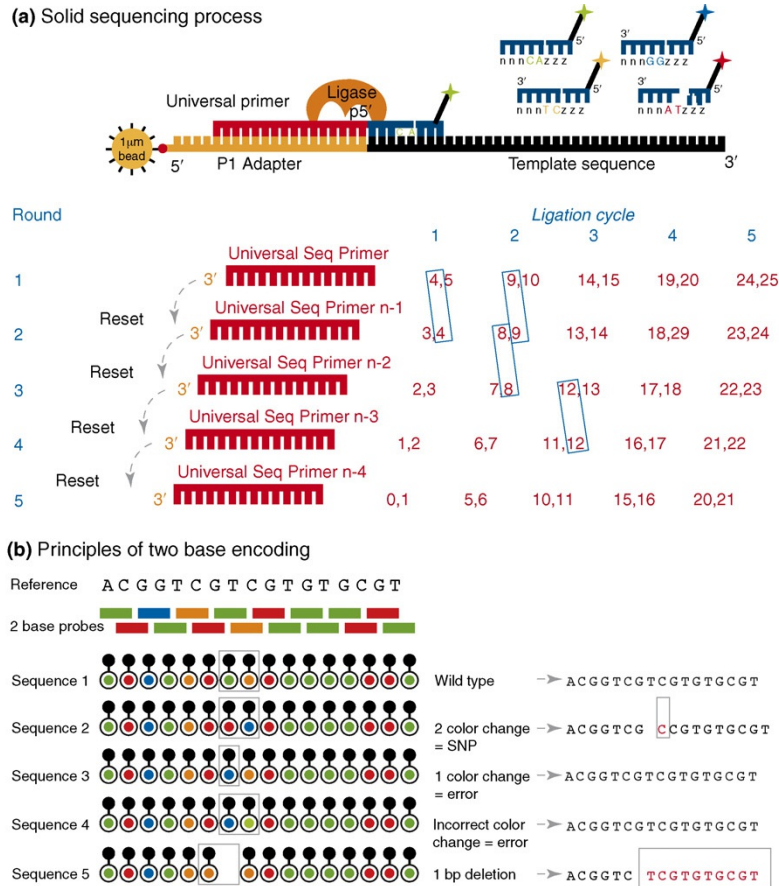 (a) Solid sequencing process
3′ 5′ 3′ 5′
nnnCAzzz nnnGGzzz
3′ 5′ 3′ 5′
nnnTCzzz nnnATzzz
Universal primer Ligase
p5′
CA
1µm
bead
5′ P1 Adapter Template sequence 3′
Round Ligation cycle
1 2 3 4 5
Universal Seq Primer
1 3′ 4,5 9,10 14,15 19,20 24,25
Reset Universal Seq Primer n-1
2 3′ 3,4 8,9 13,14 18,29 23,24
Reset Universal Seq Primer n-2
3 3′ 2,3 7,8 12,13 17,18 22,23
Reset Universal Seq Primer n-3
4 3′ 1,2 6,7 11,12 16,17 21,22
Reset Universal Seq Primer n-4
5 3′ 0,1 5,6 10,11 15,16 20,21
(b) Principles of two base encoding
Reference ACGGTCGTCGTGTGCGT
2 base probes
Sequence 1 Wild type ACGGTCGTCGTGTGCGT
Sequence 2 2 color change ACGGTCG CCGTGTGCGT
= SNP
Sequence 3 1 color change ACGGTCGTCGTGTGCGT
= error
Sequence 4 Incorrect color ACGGTCGTCGTGTGCGT
change = error
Sequence 5 1 bp deletion ACGGTC TCGTGTGCGT